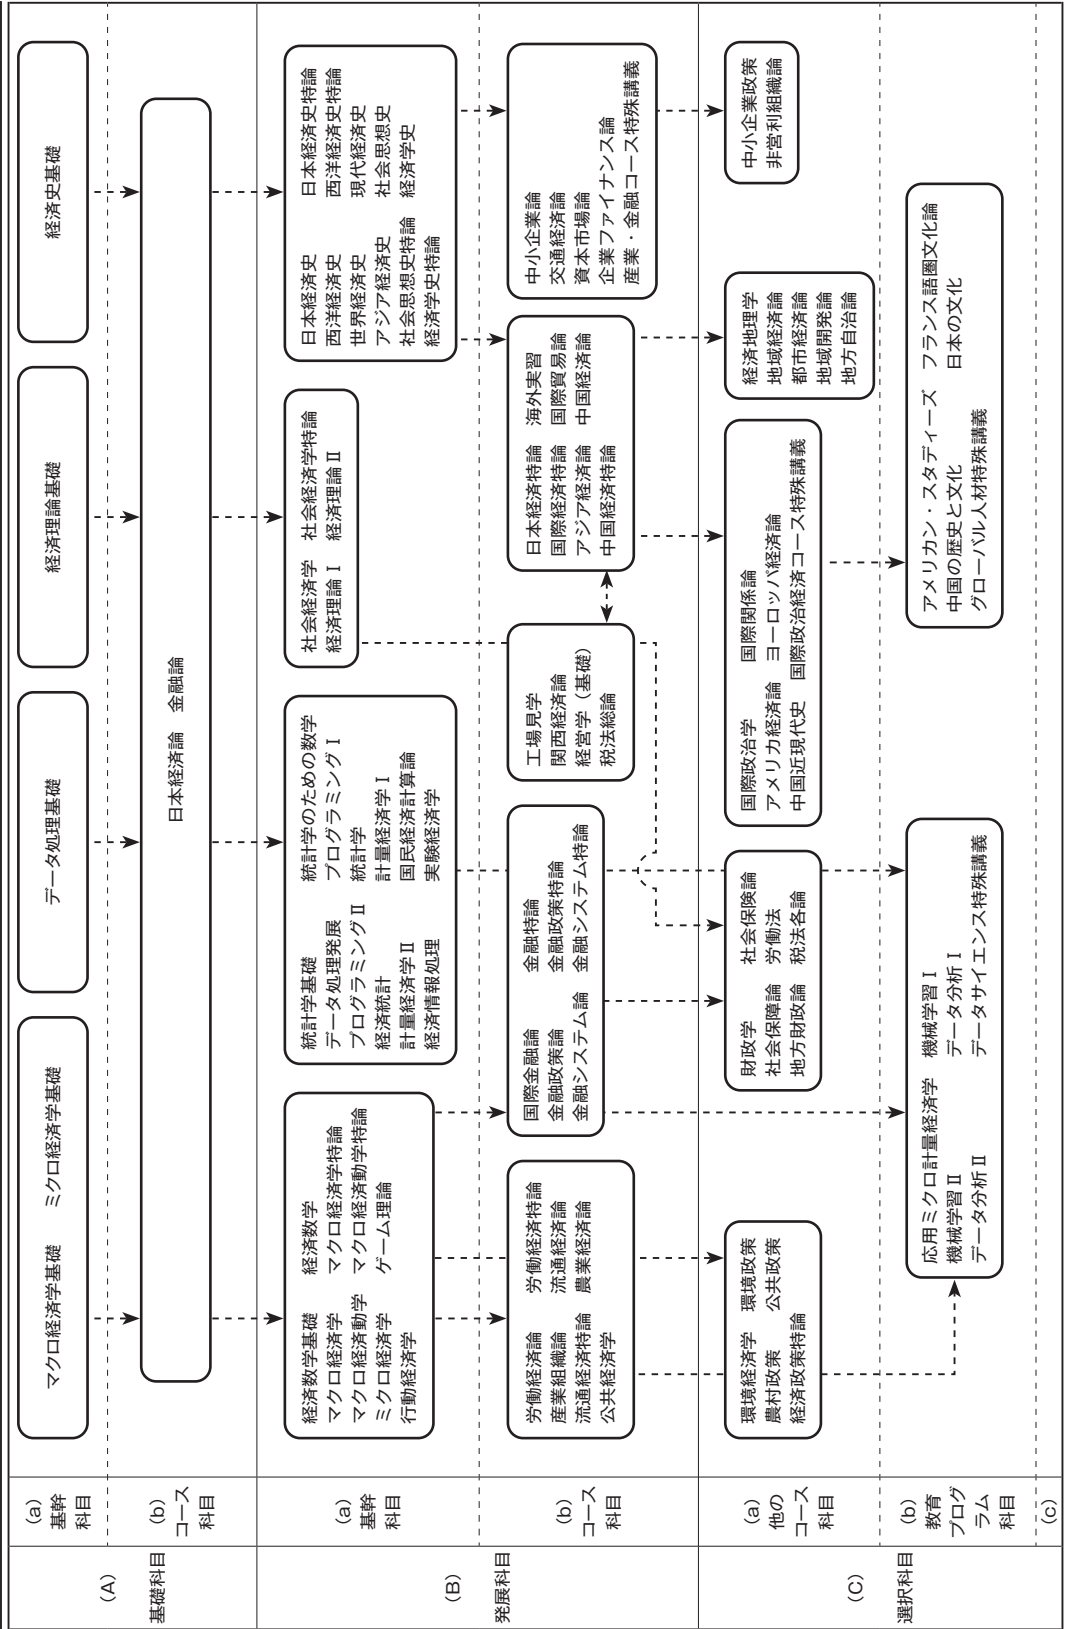 (A)
基礎科目
(a)
基幹
科目
マクロ経済学基礎　ミクロ経済学基礎
データ処理基礎
経済理論基礎
経済史基礎
(b)
コース
科目
日本経済論　金融論
(B)
発展科目
(a)
基幹
科目
経済数学基礎　経済数学
マクロ経済学　マクロ経済学特論
マクロ経済動学　マクロ経済動学特論
ミクロ経済学　ゲーム理論
行動経済学
統計学基礎　統計学のための数学
データ処理発展　プログラミングⅠ
プログラミングⅡ　統計学
経済統計　計量経済学Ⅰ
計量経済学Ⅱ　国民経済計算論
経済情報処理　実験経済学
社会経済学　社会経済学特論
経済理論Ⅰ　経済理論Ⅱ
日本経済史　日本経済史特論
西洋経済史　西洋経済史特論
世界経済史　現代経済史
アジア経済史　社会思想史
社会思想史特論　経済学史
経済学史特論
(b)
コース
科目
労働経済論　労働経済特論
産業組織論　流通経済論
流通経済特論　農業経済論
公共経済学
国際金融論　金融特論
金融政策論　金融政策特論
金融システム論　金融システム特論
工場見学
関西経済論
経営学（基礎）
税法総論
日本経済特論　海外実習
国際経済特論　国際貿易論
アジア経済論　中国経済論
中国経済特論
中小企業論
交通経済論
資本市場論
企業ファイナンス論
産業・金融コース特殊講義
(C)
選択科目
(a)
他の
コース
科目
環境経済学　環境政策
農村政策　公共政策
経済政策特論
財政学　社会保険論
社会保障論　労働法
地方財政論　税法各論
国際政治学　国際関係論
アメリカ経済論　ヨーロッパ経済論
中国近現代史　国際政治経済コース特殊講義
経済地理学
地域経済論
都市経済論
地域開発論
地方自治論
中小企業政策
非営利組織論
(b)
教育
プログ
ラム
科目
応用ミクロ計量経済学　機械学習Ⅰ
機械学習Ⅱ　データ分析Ⅰ
データ分析Ⅱ　データサイエンス特殊講義
アメリカン・スタディーズ　フランス語圏文化論
中国の歴史と文化　日本の文化
グローバル人材特殊講義
(c)